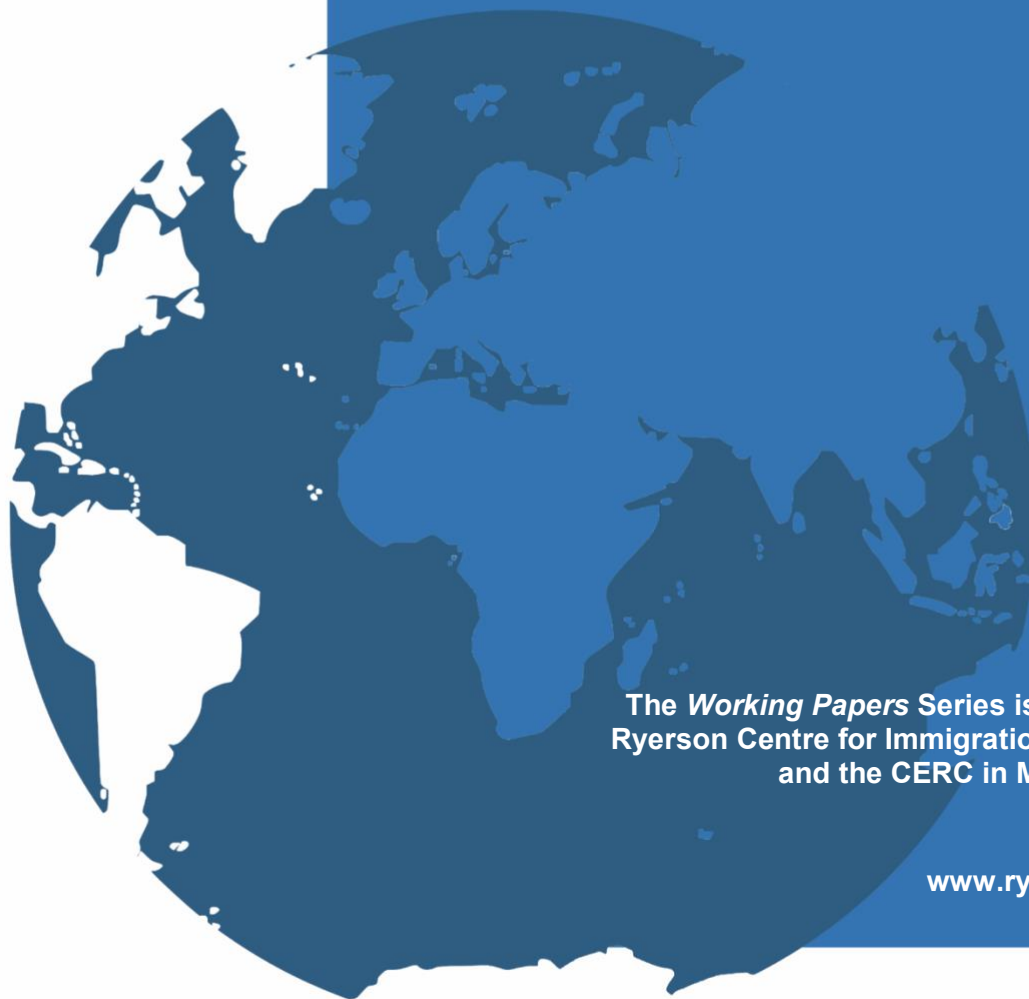 The Working Papers Series is
Ryerson Centre for Immigratio
and the CERC in M
www.ry